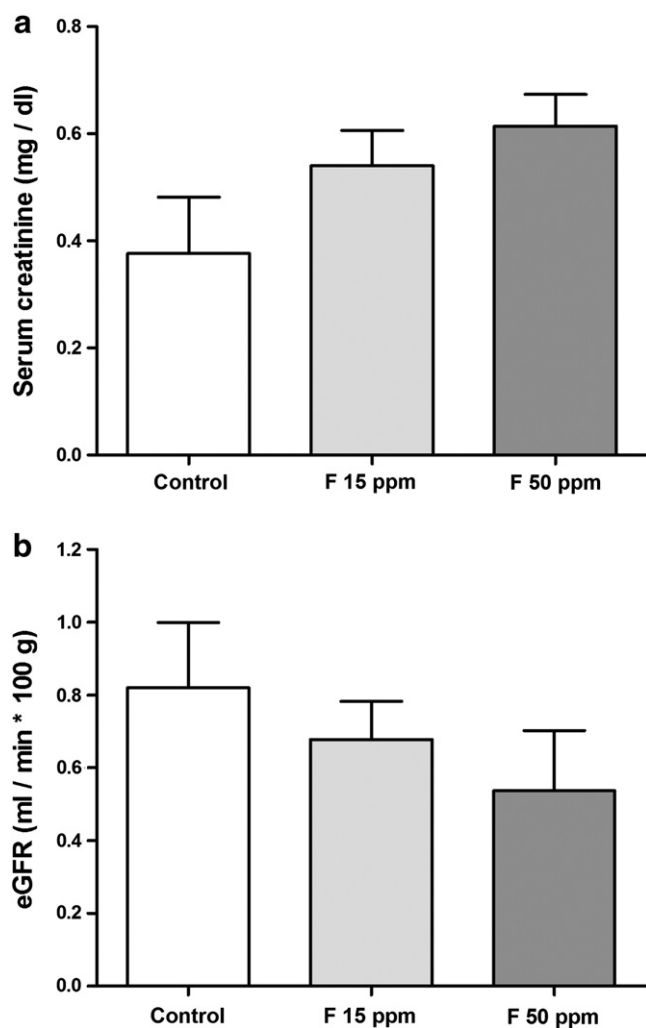 a
Serum creatinine (mg / dl)
0.8
0.6
0.4
0.2
0.0
Control F 15 ppm F 50 ppm
b
eGFR (ml / min * 100 g)
1.2
1.0
0.8
0.6
0.4
0.2
0.0
Control F 15 ppm F 50 ppm